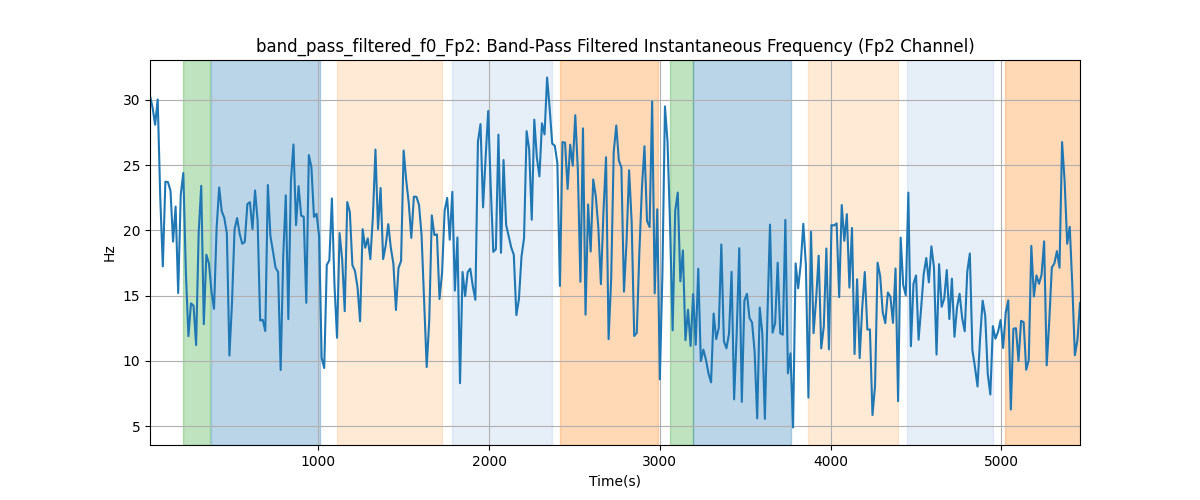 band_pass_filtered_f0_Fp2: Band-Pass Filtered Instantaneous Frequency (Fp2 Channel)
30
25
20
15
10
5
Hz
1000 2000 3000 4000 5000
Time(s)